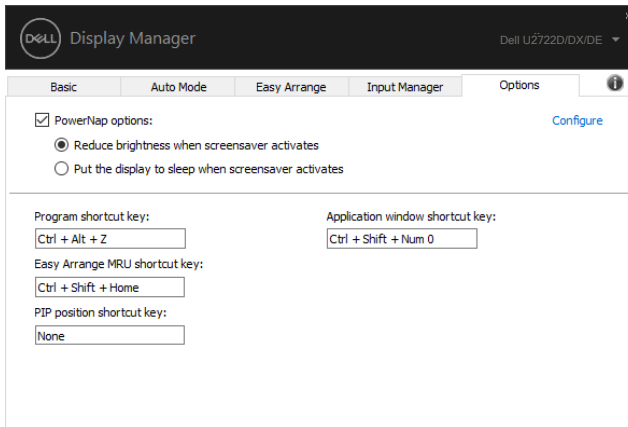 DELL Display Manager
Dell U2722D/DX/DE
Basic Auto Mode Easy Arrange Input Manager Options
PowerNap options:
Configure
Reduce brightness when screensaver activates
Put the display to sleep when screensaver activates
Program shortcut key:
Application window shortcut key:
Ctrl + Alt + Z
Ctrl + Shift + Num 0
Easy Arrange MRU shortcut key:
Ctrl + Shift + Home
PIP position shortcut key:
None